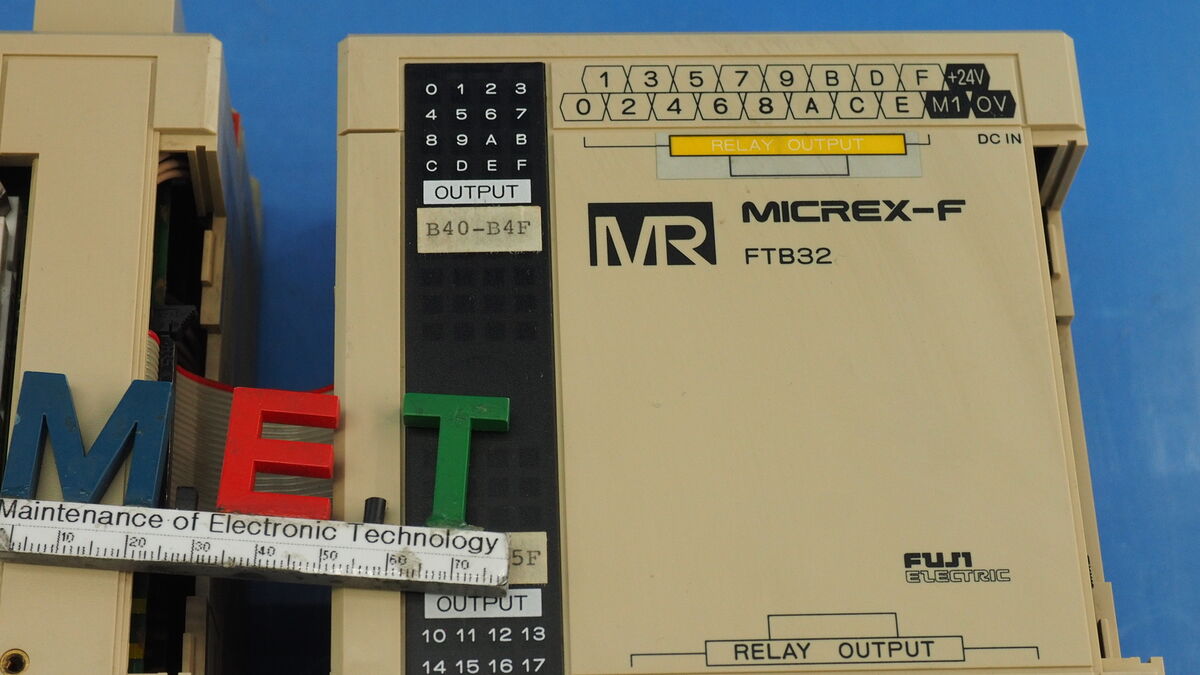 0 1 2 3
4 5 6 7
8 9 A B
C D E F
OUTPUT
B40-B4F
1 3 5 7 9 B D F +24V
0 2 4 6 8 A C E M1 0V
DC IN
RELAY OUTPUT
MR
MICREX-F
FTB32
M E T
Maintenance of Electronic Technology
10 20 30 40 50 60 70
5F
OUTPUT
10 11 12 13
14 15 16 17
FUJI
ELECTRIC
RELAY OUTPUT